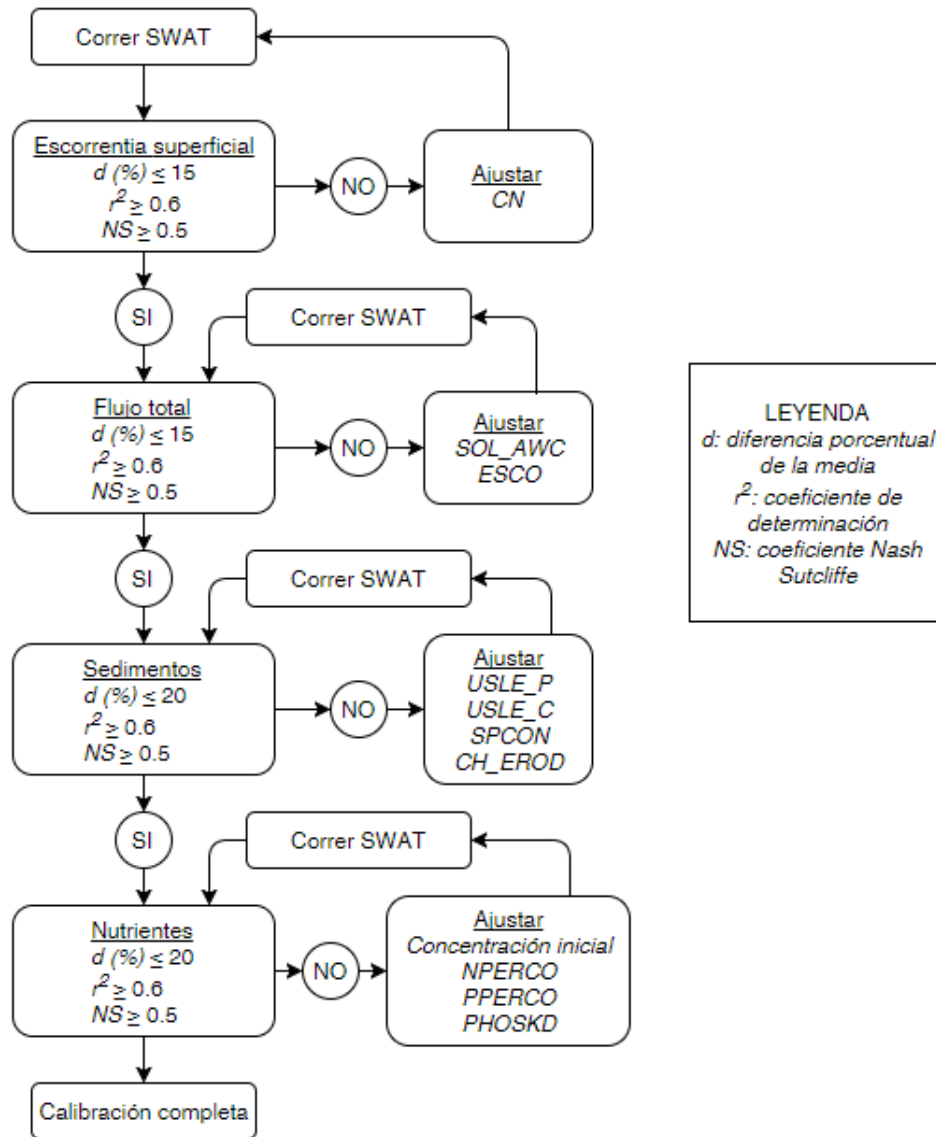 Correr SWAT
Escorrentia superficial
d (%) ≤ 15
r² ≥ 0.6
NS ≥ 0.5
NO
Ajustar
CN
SI
Correr SWAT
Flujo total
d (%) ≤ 15
r² ≥ 0.6
NS ≥ 0.5
NO
Ajustar
SOL_AWC
ESCO
SI
Correr SWAT
Sedimentos
d (%) ≤ 20
r² ≥ 0.6
NS ≥ 0.5
NO
Ajustar
USLE_P
USLE_C
SPCON
CH_EROD
SI
Correr SWAT
Nutrientes
d (%) ≤ 20
r² ≥ 0.6
NS ≥ 0.5
NO
Ajustar
Concentración inicial
NPERCO
PPERCO
PHOSKD
Calibración completa
LEYENDA
d: diferencia porcentual
de la media
r²: coeficiente de
determinación
NS: coeficiente Nash
Sutcliffe